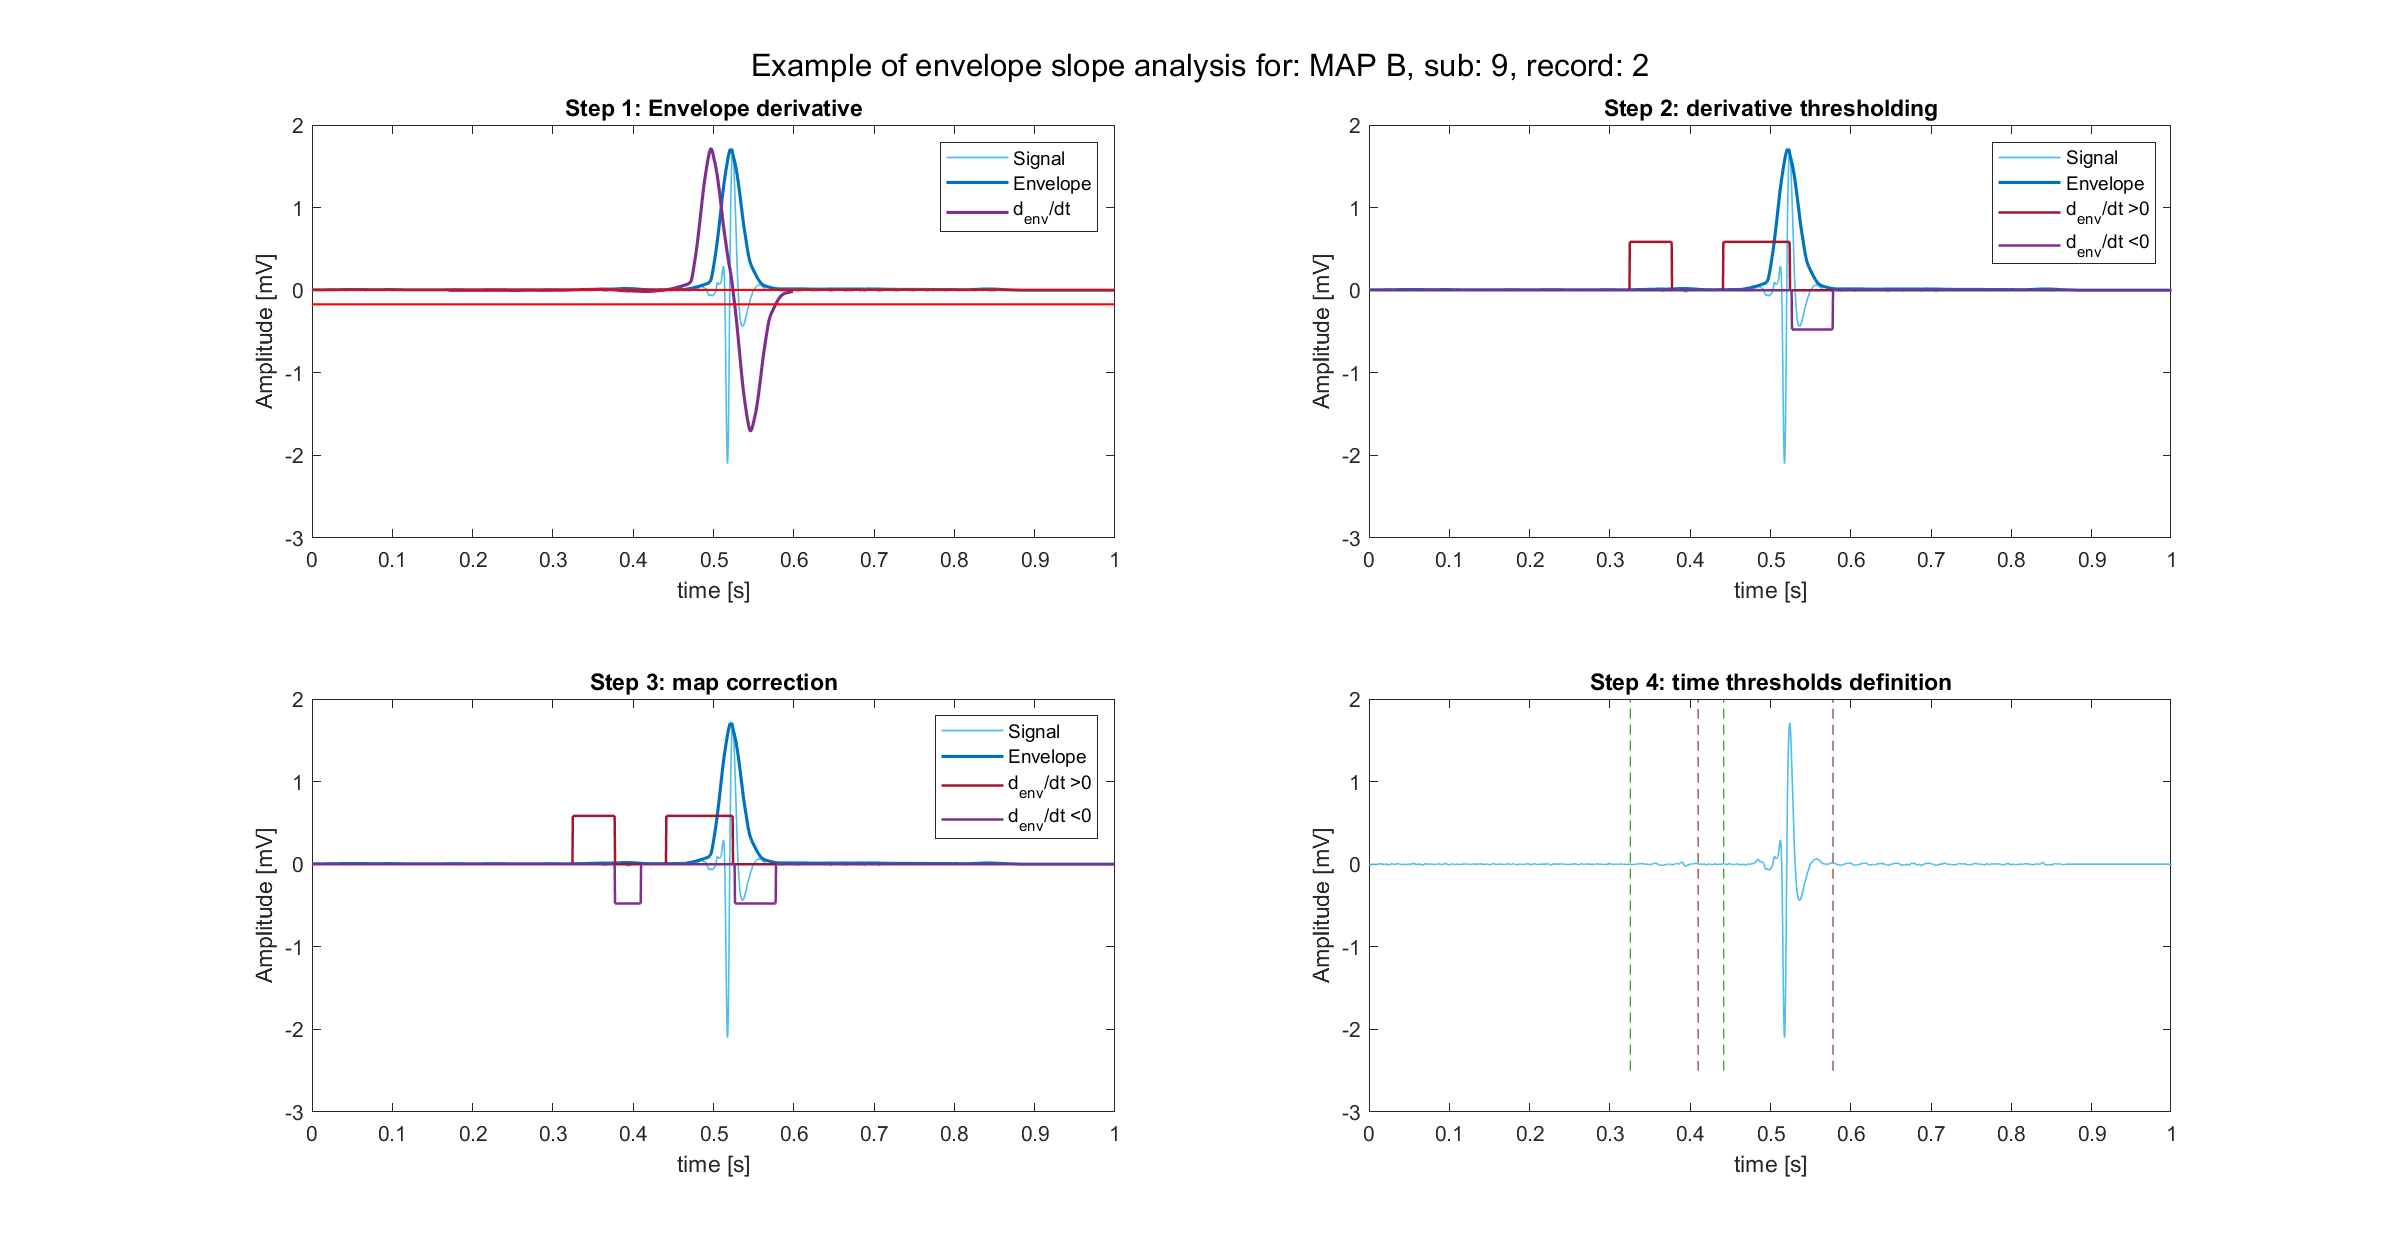 Example of envelope slope analysis for: MAP B, sub: 9, record: 2
Step 1: Envelope derivative
2
1
0
-1
-2
-3
Amplitude [mV]
0 0.1 0.2 0.3 0.4 0.5 0.6 0.7 0.8 0.9 1
time [s]
Signal
Envelope
d_env/dt
Step 2: derivative thresholding
2
1
0
-1
-2
-3
Amplitude [mV]
0 0.1 0.2 0.3 0.4 0.5 0.6 0.7 0.8 0.9 1
time [s]
Signal
Envelope
d_env/dt >0
d_env/dt <0
Step 3: map correction
2
1
0
-1
-2
-3
Amplitude [mV]
0 0.1 0.2 0.3 0.4 0.5 0.6 0.7 0.8 0.9 1
time [s]
Signal
Envelope
d_env/dt >0
d_env/dt <0
Step 4: time thresholds definition
2
1
0
-1
-2
-3
Amplitude [mV]
0 0.1 0.2 0.3 0.4 0.5 0.6 0.7 0.8 0.9 1
time [s]